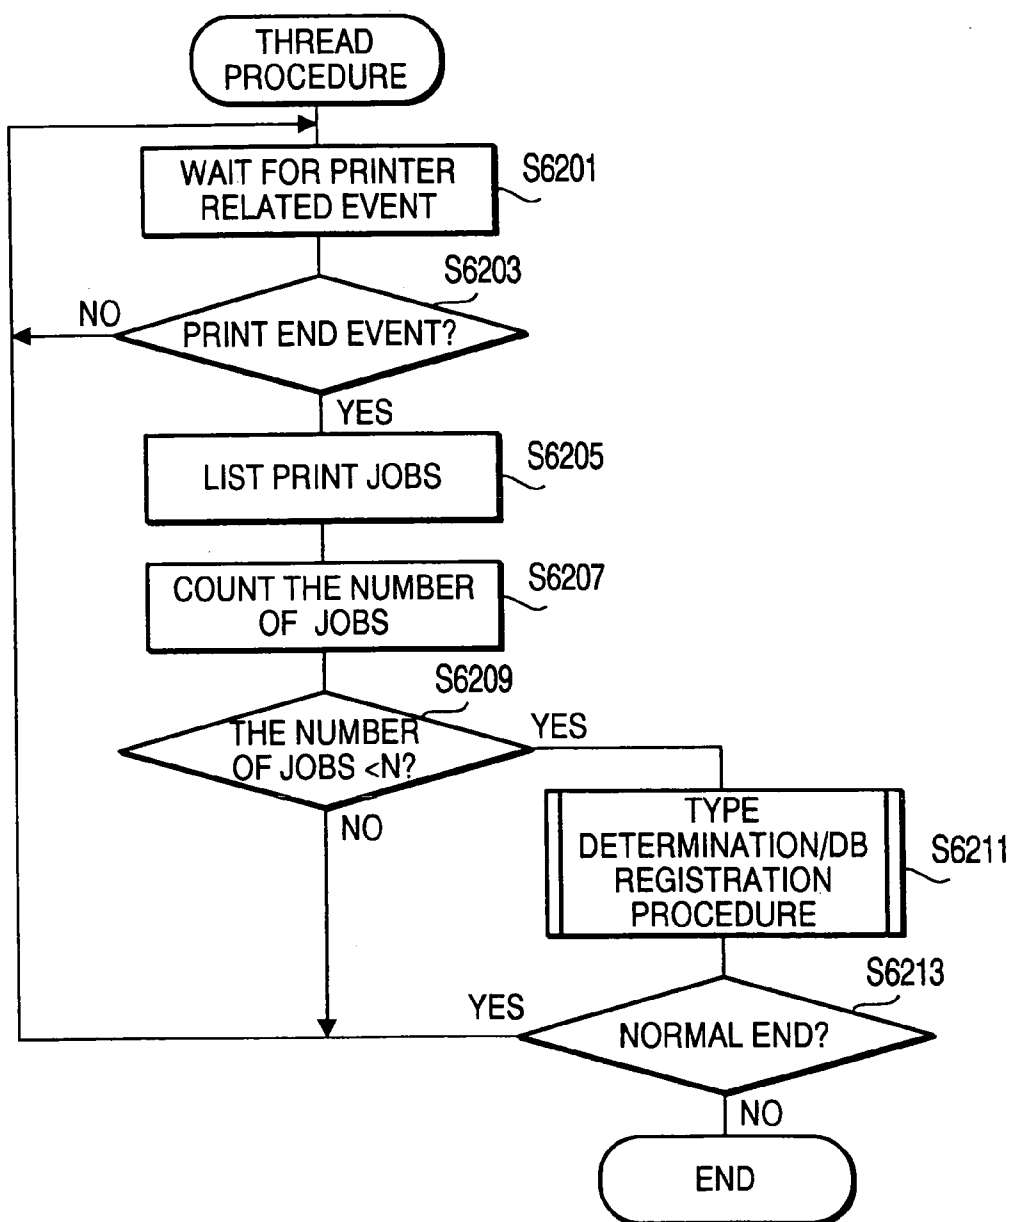 THREAD
PROCEDURE
WAIT FOR PRINTER
RELATED EVENT
S6201
S6203
NO
PRINT END EVENT?
YES
LIST PRINT JOBS
S6205
COUNT THE NUMBER
OF JOBS
S6207
S6209
THE NUMBER
OF JOBS <N?
YES
NO
TYPE
DETERMINATION/DB
REGISTRATION
PROCEDURE
S6211
S6213
YES
NORMAL END?
NO
END